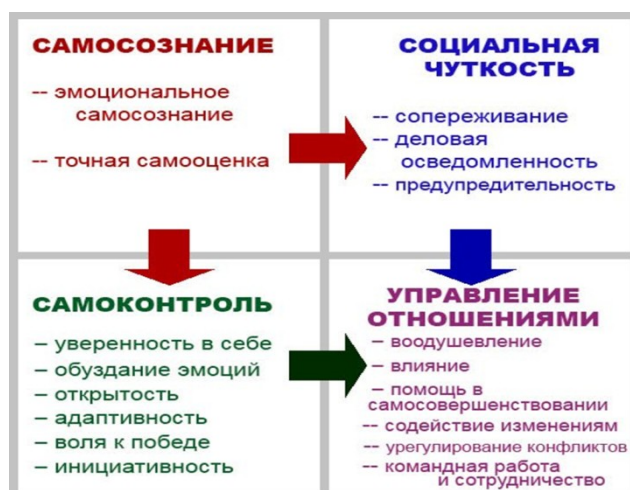 САМОСОЗНАНИЕ
-- эмоциональное
самосознание
-- точная самооценка
СОЦИАЛЬНАЯ
ЧУТКОСТЬ
-- сопереживание
-- деловая
осведомленность
-- предупредительность
САМОКОНТРОЛЬ
– уверенность в себе
– обуздание эмоций
– открытость
– адаптивность
– воля к победе
– инициативность
УПРАВЛЕНИЕ
ОТНОШЕНИЯМИ
– воодушевление
– влияние
– помощь в
самосовершенствовании
-- содействие изменениям
-- урегулирование конфликтов
-- командная работа
и сотрудничество